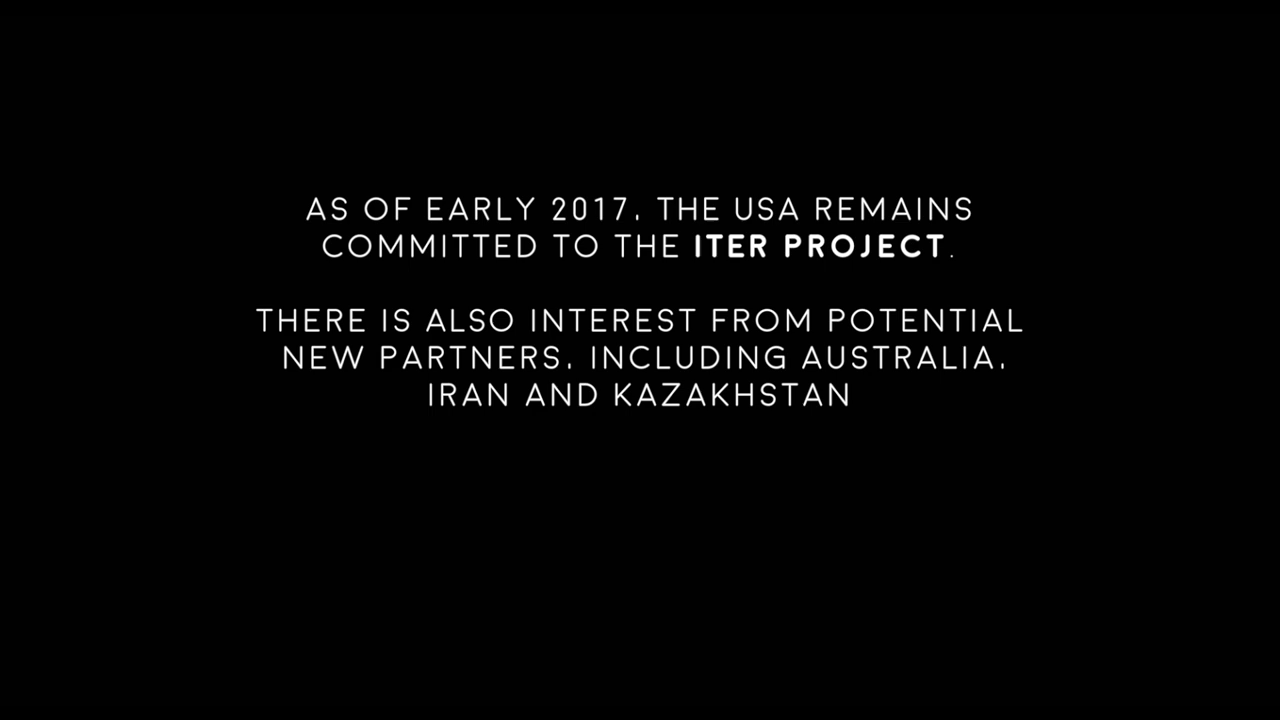 AS OF EARLY 2017, THE USA REMAINS
COMMITTED TO THE ITER PROJECT.
THERE IS ALSO INTEREST FROM POTENTIAL
NEW PARTNERS, INCLUDING AUSTRALIA,
IRAN AND KAZAKHSTAN